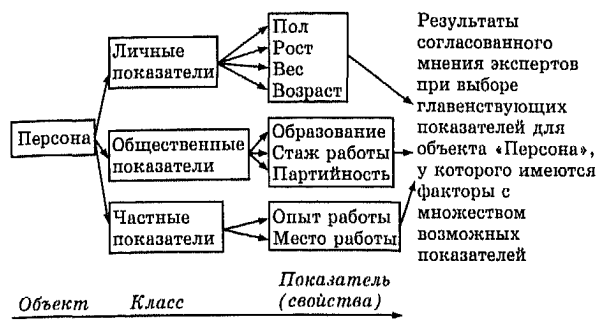 Персона
Личные
показатели
Общественные
показатели
Частные
показатели
Пол
Рост
Вес
Возраст
Образование
Стаж работы
Партийность
Опыт работы
Место работы
Результаты
согласованного
мнения экспертов
при выборе
главенствующих
показателей для
объекта «Персона»,
у которого имеются
факторы с
множеством
возможных
показателей
Объект
Класс
Показатель
(свойства)